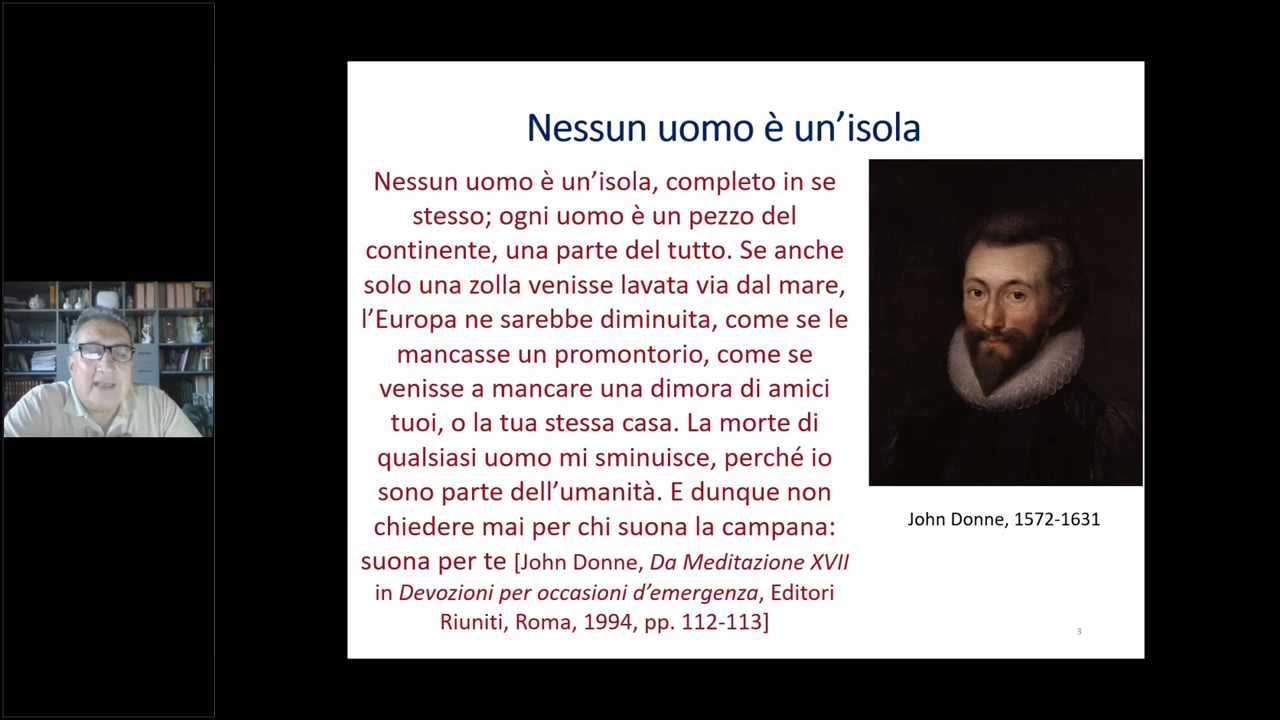 Nessun uomo è un’isola
Nessun uomo è un’isola, completo in se
stesso; ogni uomo è un pezzo del
continente, una parte del tutto. Se anche
solo una zolla venisse lavata via dal mare,
l’Europa ne sarebbe diminuita, come se le
mancasse un promontorio, come se
venisse a mancare una dimora di amici
tuoi, o la tua stessa casa. La morte di
qualsiasi uomo mi sminuisce, perché io
sono parte dell’umanità. E dunque non
chiedere mai per chi suona la campana:
suona per te [John Donne, Da Meditazione XVII
in Devozioni per occasioni d’emergenza, Editori
Riuniti, Roma, 1994, pp. 112-113]
John Donne, 1572-1631
3